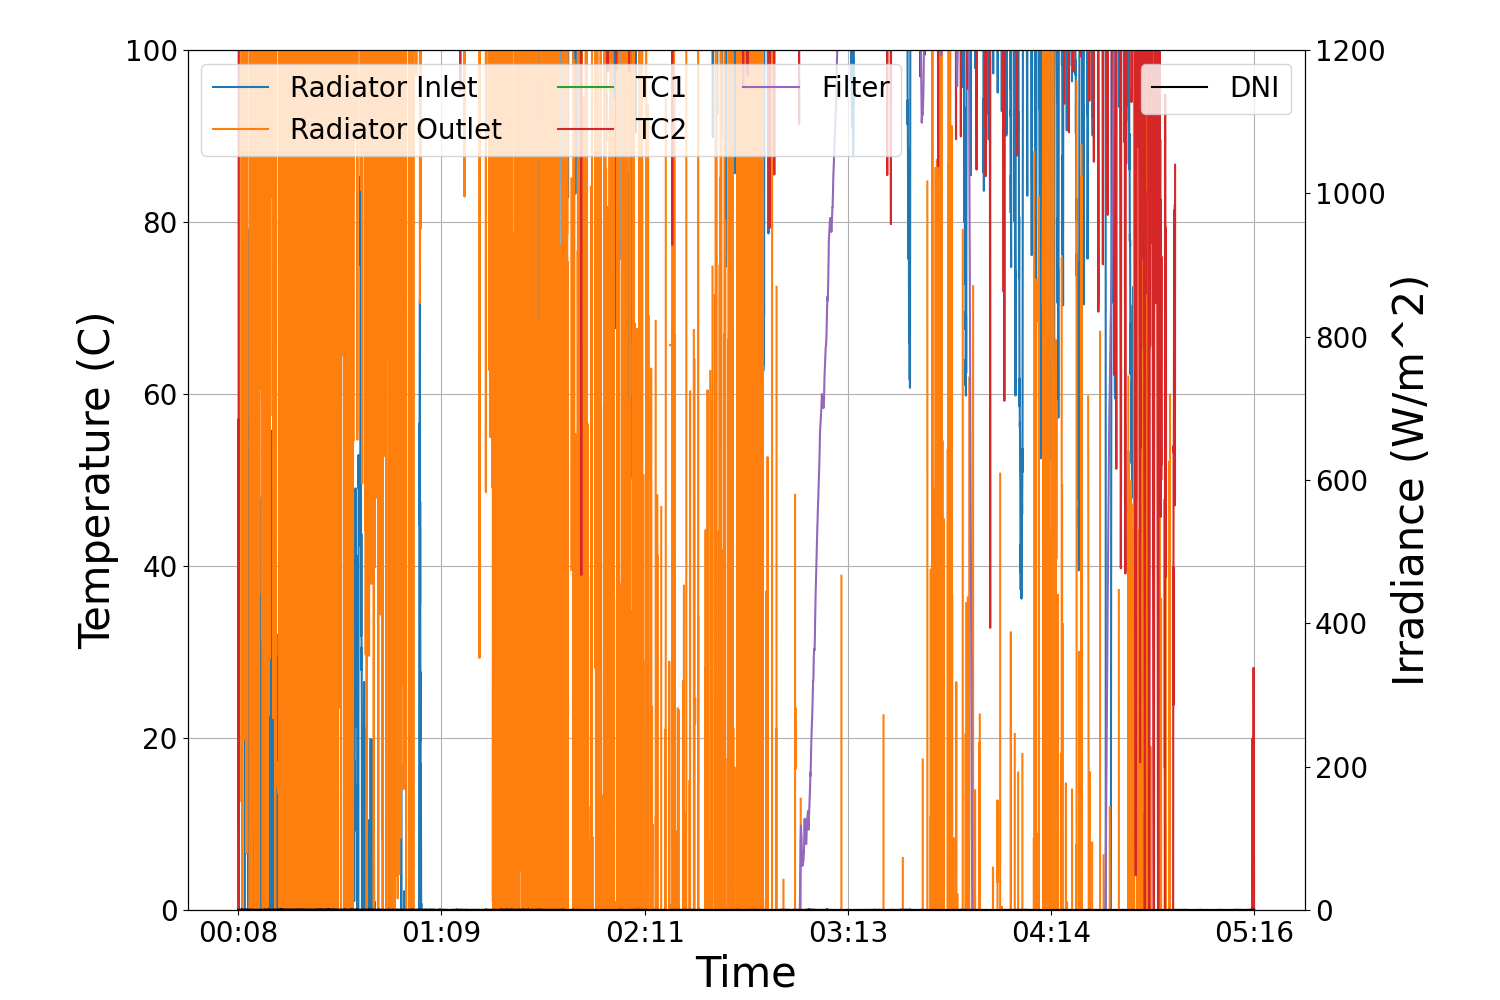 Radiator Inlet
Radiator Outlet
TC1
TC2
Filter
DNI
Temperature (C)
100
80
60
40
20
0
1200
1000
800
600
400
200
0
Irradiance (W/m^2)
00:08 01:09 02:11 03:13 04:14 05:16
Time